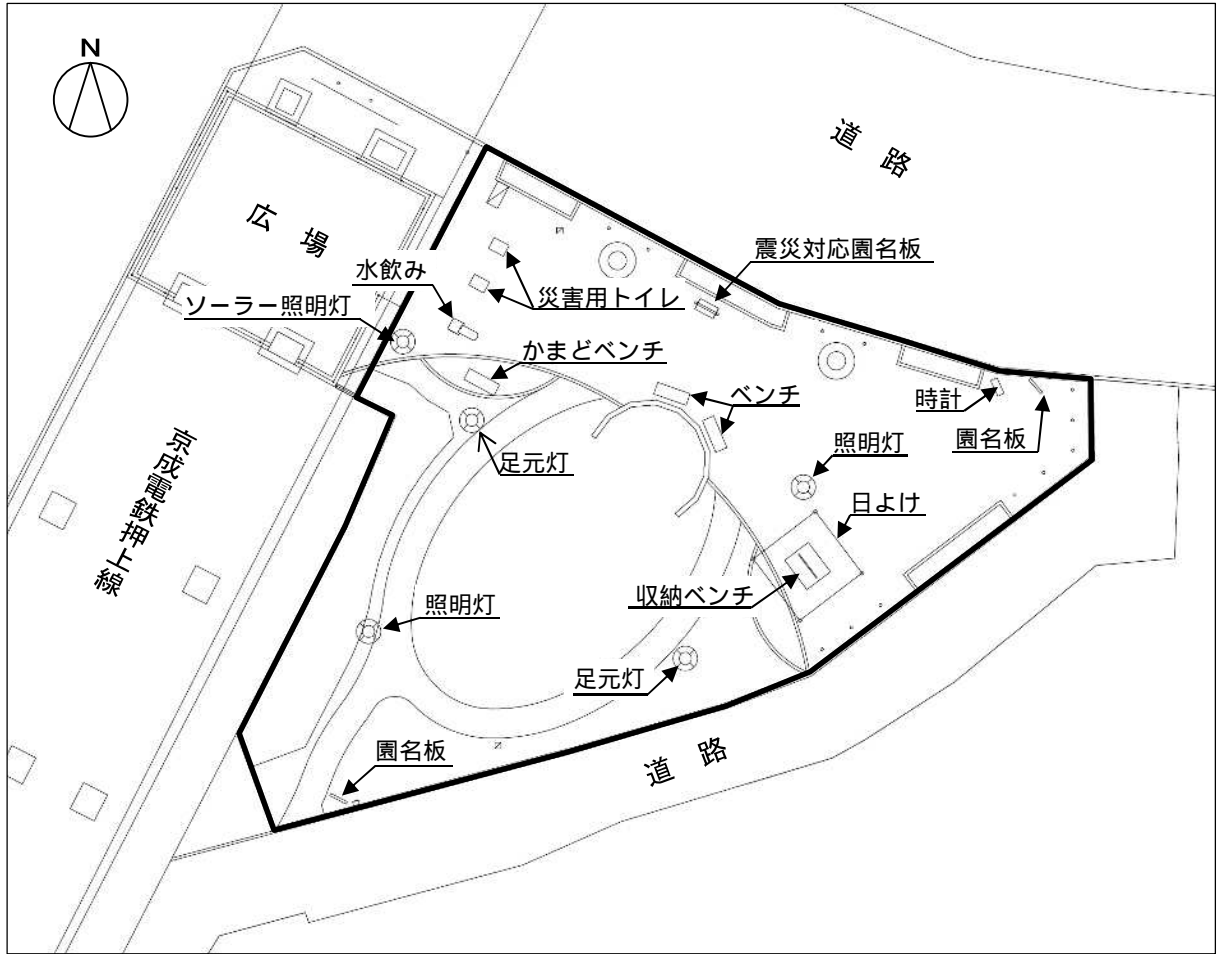 N
道路
広場
震災対応園名板
水飲み
災害用トイレ
ソーラー照明灯
かまどベンチ
ベンチ
時計
園名板
京成電鉄押上線
足元灯
照明灯
日よけ
収納ベンチ
照明灯
足元灯
園名板
道路